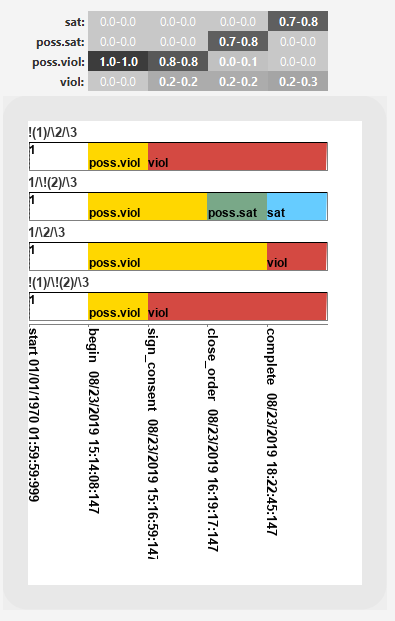 sat: 0.0-0.0 0.0-0.0 0.0-0.0 0.7-0.8
poss.sat: 0.0-0.0 0.0-0.0 0.7-0.8 0.0-0.0
poss.viol: 1.0-1.0 0.8-0.8 0.0-0.1 0.0-0.0
viol: 0.0-0.0 0.2-0.2 0.2-0.2 0.2-0.3
!(1)/\2/\3
1
poss.viol viol
1/\!(2)/\3
1
poss.viol poss.sat sat
1/\2/\3
1
poss.viol viol
!(1)/\!(2)/\3
1
poss.viol viol
start 01/01/1970 01:59:59:999
begin 08/23/2019 15:14:08:147
sign_consent 08/23/2019 15:16:59:147
close_order 08/23/2019 16:19:17:147
complete 08/23/2019 18:22:45:147